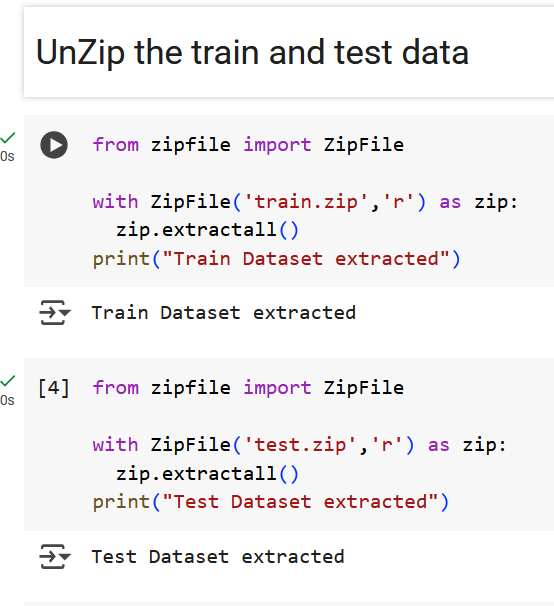 UnZip the train and test data
0s
from zipfile import ZipFile
with ZipFile('train.zip','r') as zip:
  zip.extractall()
print("Train Dataset extracted")
Train Dataset extracted
0s
[4]
from zipfile import ZipFile
with ZipFile('test.zip','r') as zip:
  zip.extractall()
print("Test Dataset extracted")
Test Dataset extracted